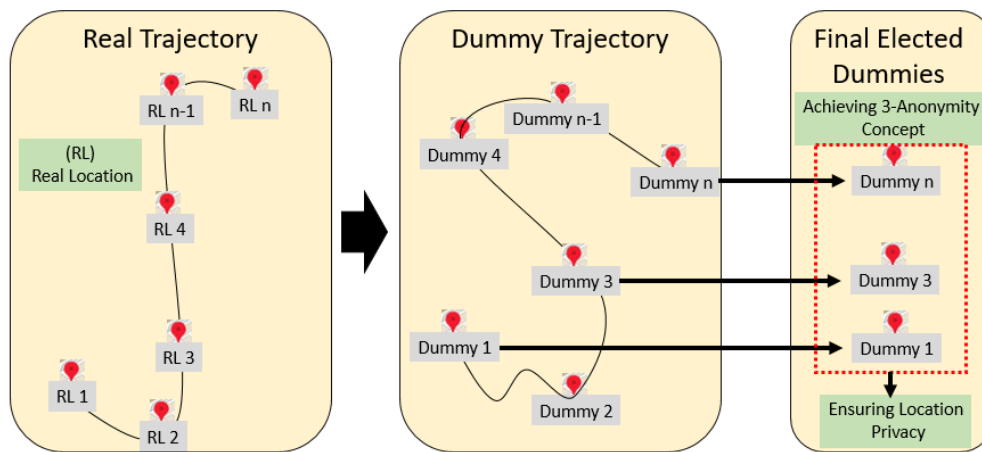 Real Trajectory
RL n-1
RL n
(RL)
Real Location
RL 4
RL 3
RL 1
RL 2
Dummy Trajectory
Dummy n-1
Dummy 4
Dummy n
Dummy 3
Dummy 1
Dummy 2
Final Elected
Dummies
Achieving 3-Anonymity
Concept
Dummy n
Dummy 3
Dummy 1
Ensuring Location
Privacy